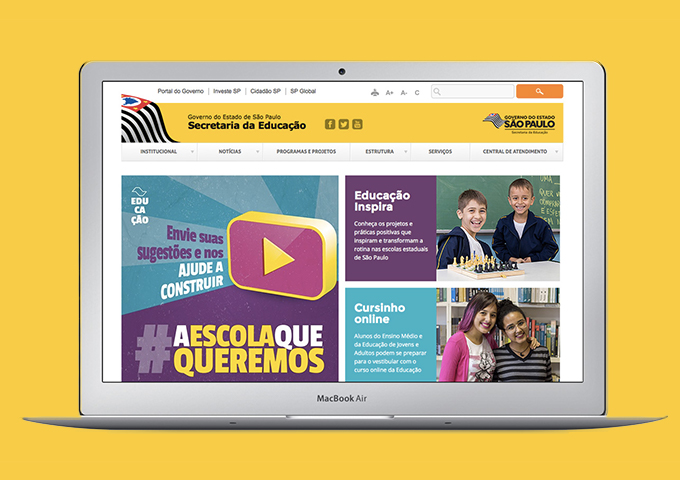 Portal do Governo | Investe SP | Cidadão SP | SP Global
A+ A- C
Governo do Estado de São Paulo
Secretaria da Educação
GOVERNO DO ESTADO
SÃO PAULO
Secretaria da Educação
INSTITUCIONAL NOTÍCIAS PROGRAMAS E PROJETOS ESTRUTURA SERVIÇOS CENTRAL DE ATENDIMENTO
EDU
CA
ÇÃO
Envie suas
sugestões e nos
AJUDE A
CONSTRUIR
#AESCOLAQUE
QUEREMOS
Educação
Inspira
Conheça os projetos e
práticas positivas que
inspiram e transformam a
rotina nas escolas estaduais
de São Paulo
Cursinho
online
Alunos do Ensino Médio e
da Educação de Jovens e
Adultos podem se preparar
para o vestibular com o
curso online da Educação
MacBook Air